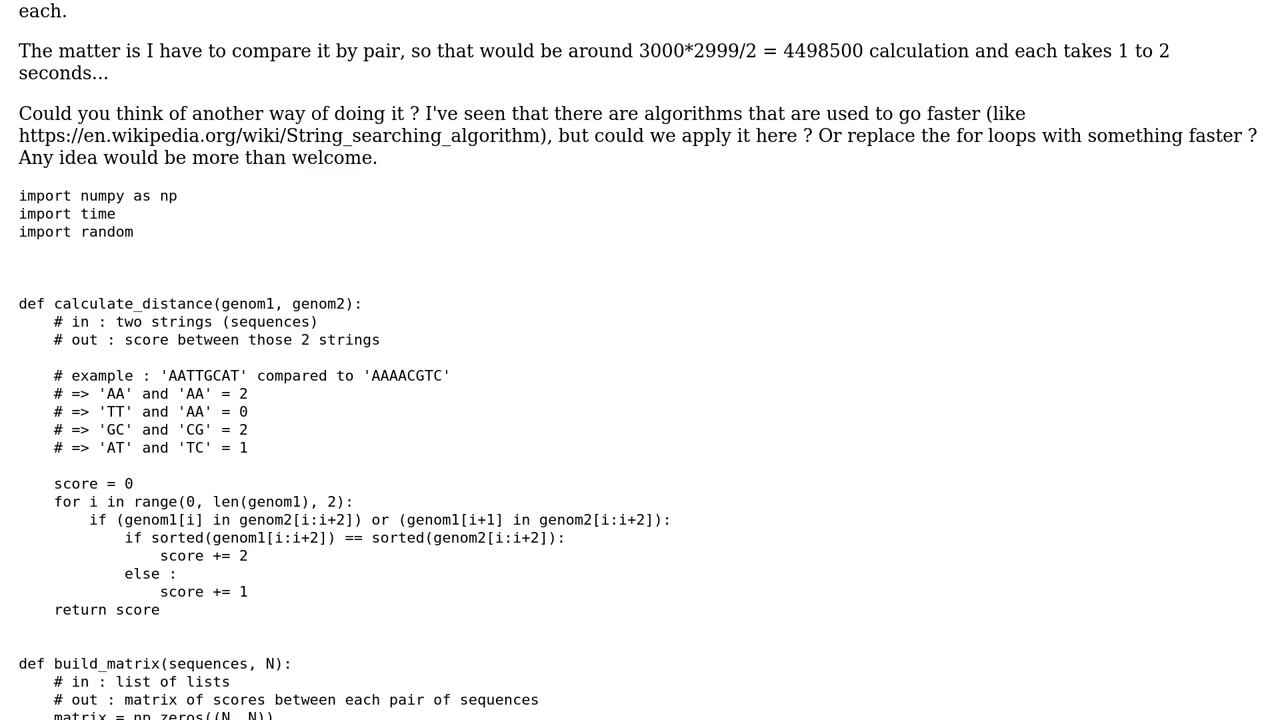 each.
The matter is I have to compare it by pair, so that would be around 3000*2999/2 = 4498500 calculation and each takes 1 to 2
seconds...
Could you think of another way of doing it ? I've seen that there are algorithms that are used to go faster (like
https://en.wikipedia.org/wiki/String_searching_algorithm), but could we apply it here ? Or replace the for loops with something faster ?
Any idea would be more than welcome.
import numpy as np
import time
import random
def calculate_distance(genom1, genom2):
    # in : two strings (sequences)
    # out : score between those 2 strings
    # example : 'AATTGCAT' compared to 'AAAACGTC'
    # => 'AA' and 'AA' = 2
    # => 'TT' and 'AA' = 0
    # => 'GC' and 'CG' = 2
    # => 'AT' and 'TC' = 1
    score = 0
    for i in range(0, len(genom1), 2):
        if (genom1[i] in genom2[i:i+2]) or (genom1[i+1] in genom2[i:i+2]):
            if sorted(genom1[i:i+2]) == sorted(genom2[i:i+2]):
                score += 2
            else :
                score += 1
    return score
def build_matrix(sequences, N):
    # in : list of lists
    # out : matrix of scores between each pair of sequences
    matrix = np.zeros((N, N))